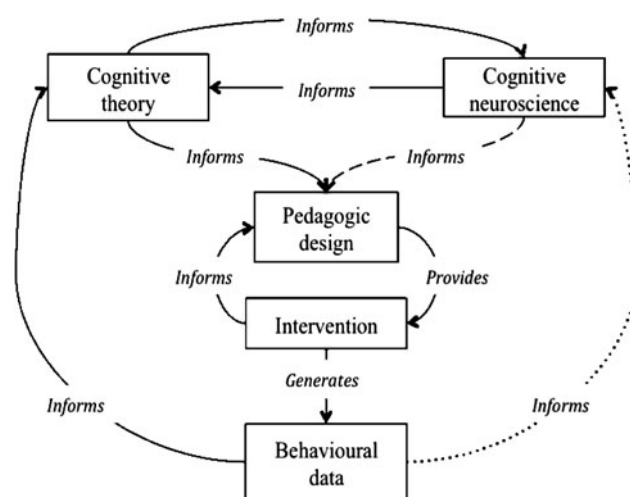 Informs
Cognitive
theory
Cognitive
neuroscience
Informs
Informs
Informs
Pedagogic
design
Informs
Provides
Intervention
Generates
Informs
Informs
Behavioural
data